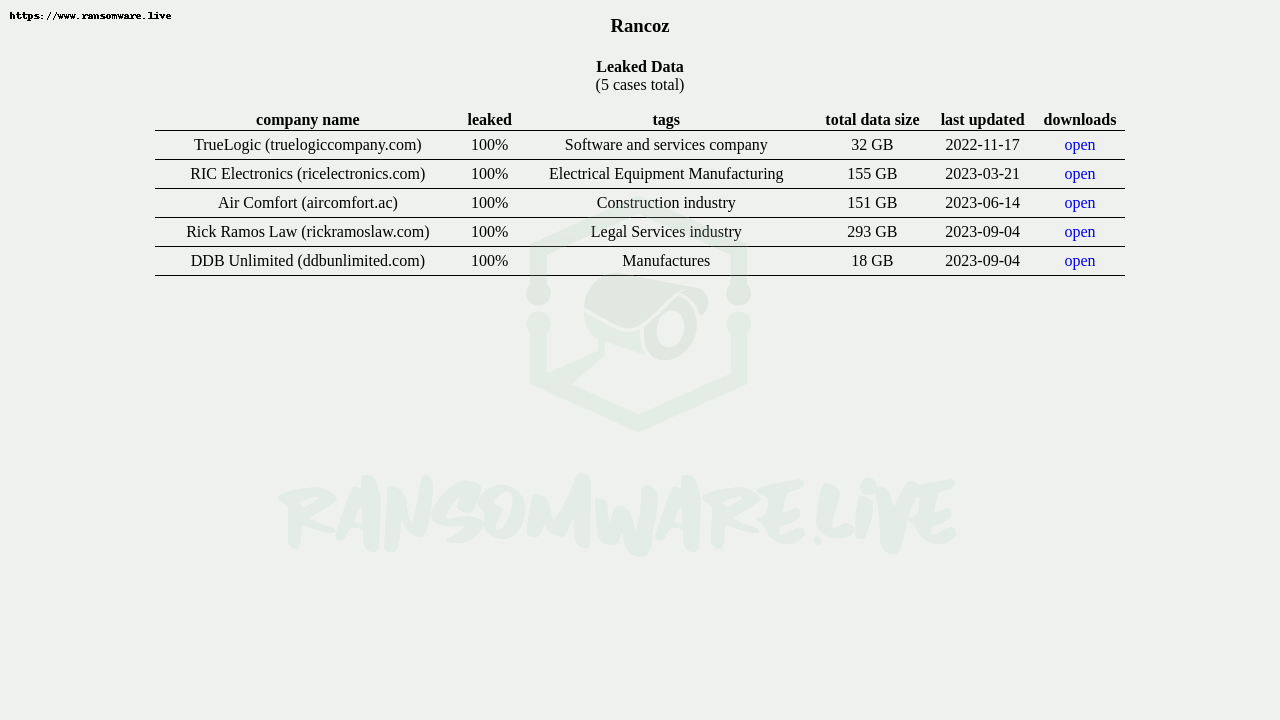 https://www.ransomware.live
Rancoz
Leaked Data
(5 cases total)
company name leaked tags total data size last updated downloads
TrueLogic (truelogiccompany.com) 100% Software and services company 32 GB 2022-11-17 open
RIC Electronics (ricelectronics.com) 100% Electrical Equipment Manufacturing 155 GB 2023-03-21 open
Air Comfort (aircomfort.ac) 100% Construction industry 151 GB 2023-06-14 open
Rick Ramos Law (rickramoslaw.com) 100% Legal Services industry 293 GB 2023-09-04 open
DDB Unlimited (ddbunlimited.com) 100% Manufactures 18 GB 2023-09-04 open
RANSOMWARE.LIVE